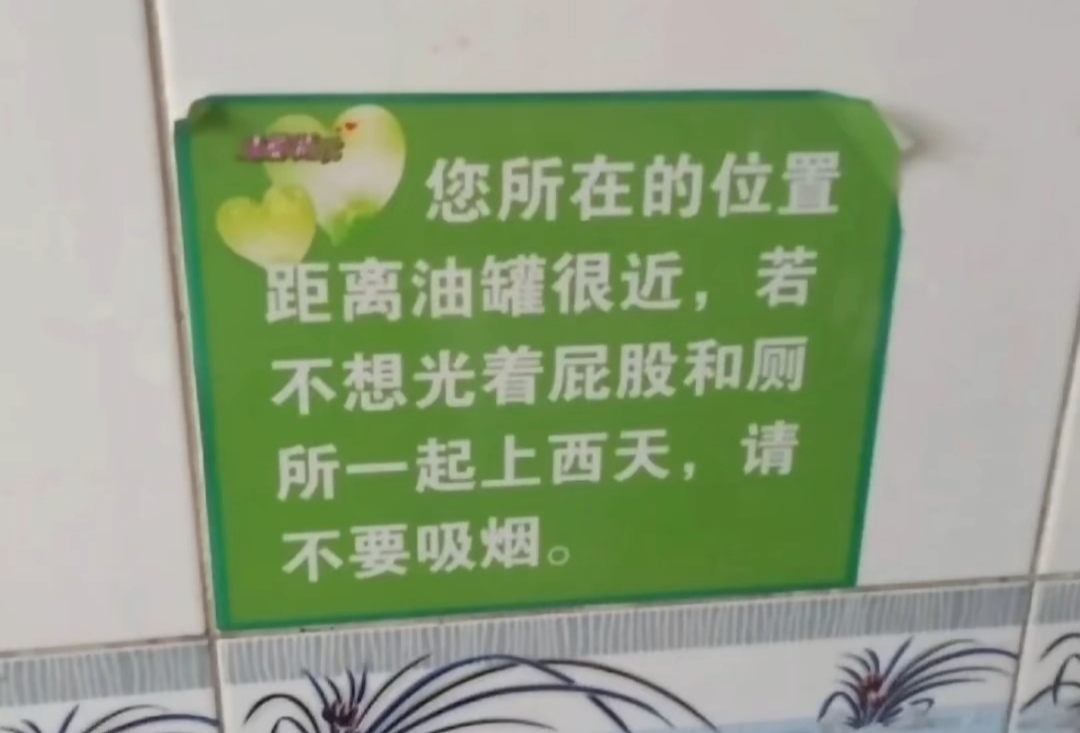 您所在的位置
距离油罐很近，若
不想光着屁股和厕
所一起上西天，请
不要吸烟。